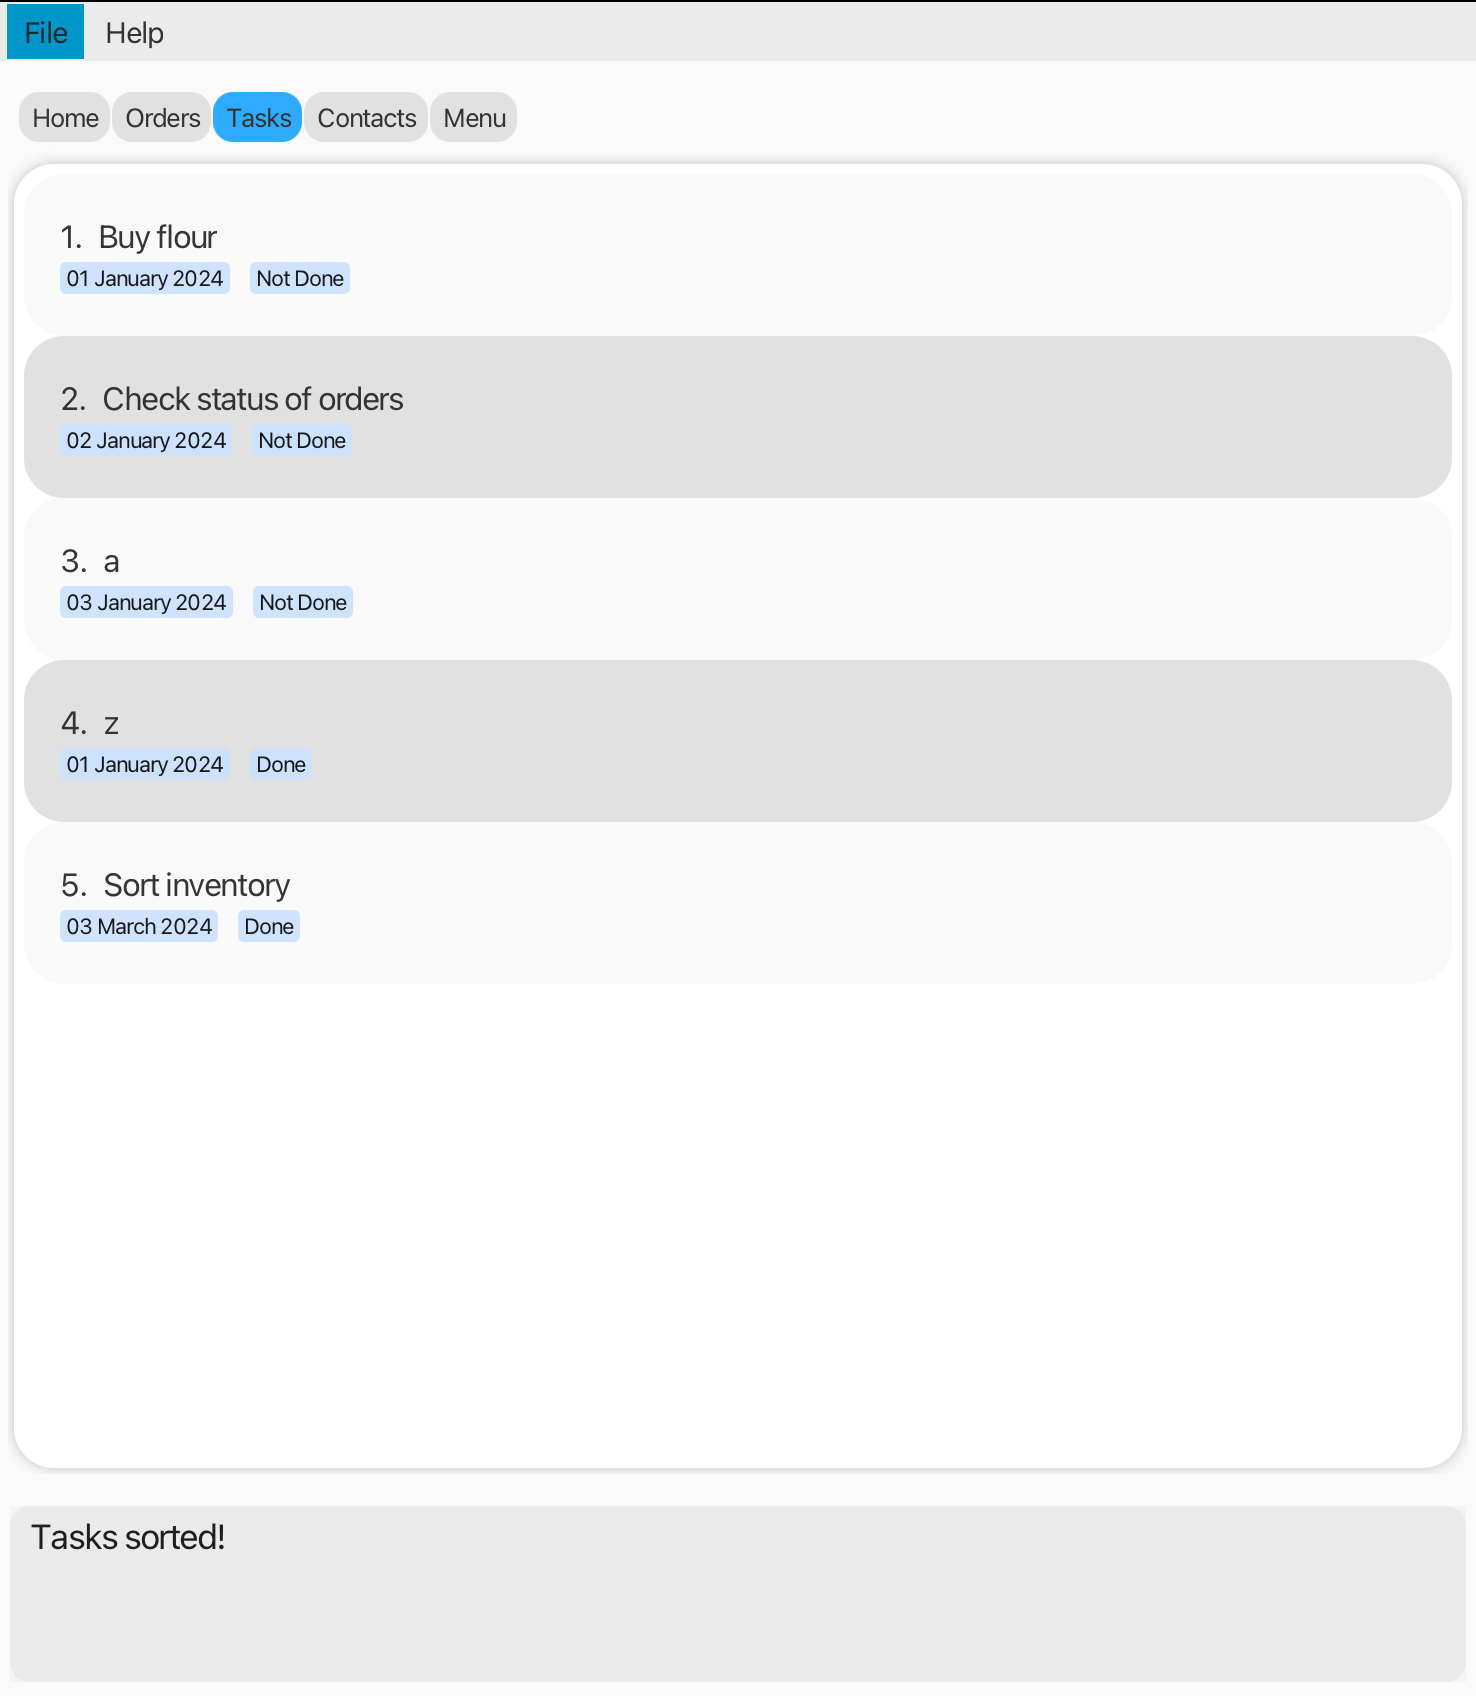 File Help
Home Orders Tasks Contacts Menu
1. Buy flour
01 January 2024 Not Done
2. Check status of orders
02 January 2024 Not Done
3. a
03 January 2024 Not Done
4. z
01 January 2024 Done
5. Sort inventory
03 March 2024 Done
Tasks sorted!